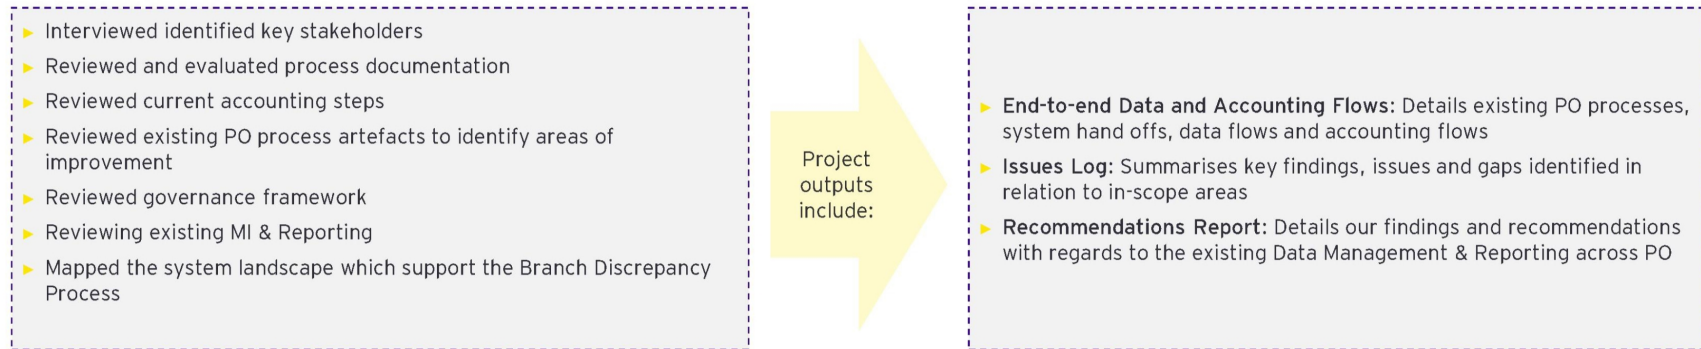 Interviewed identified key stakeholders
Reviewed and evaluated process documentation
Reviewed current accounting steps
Reviewed existing PO process artefacts to identify areas of
improvement
Reviewed governance framework
Reviewing existing MI & Reporting
Mapped the system landscape which support the Branch Discrepancy
Process
Project
outputs
include:
End-to-end Data and Accounting Flows: Details existing PO processes,
system hand offs, data flows and accounting flows
Issues Log: Summarises key findings, issues and gaps identified in
relation to in-scope areas
Recommendations Report: Details our findings and recommendations
with regards to the existing Data Management & Reporting across PO